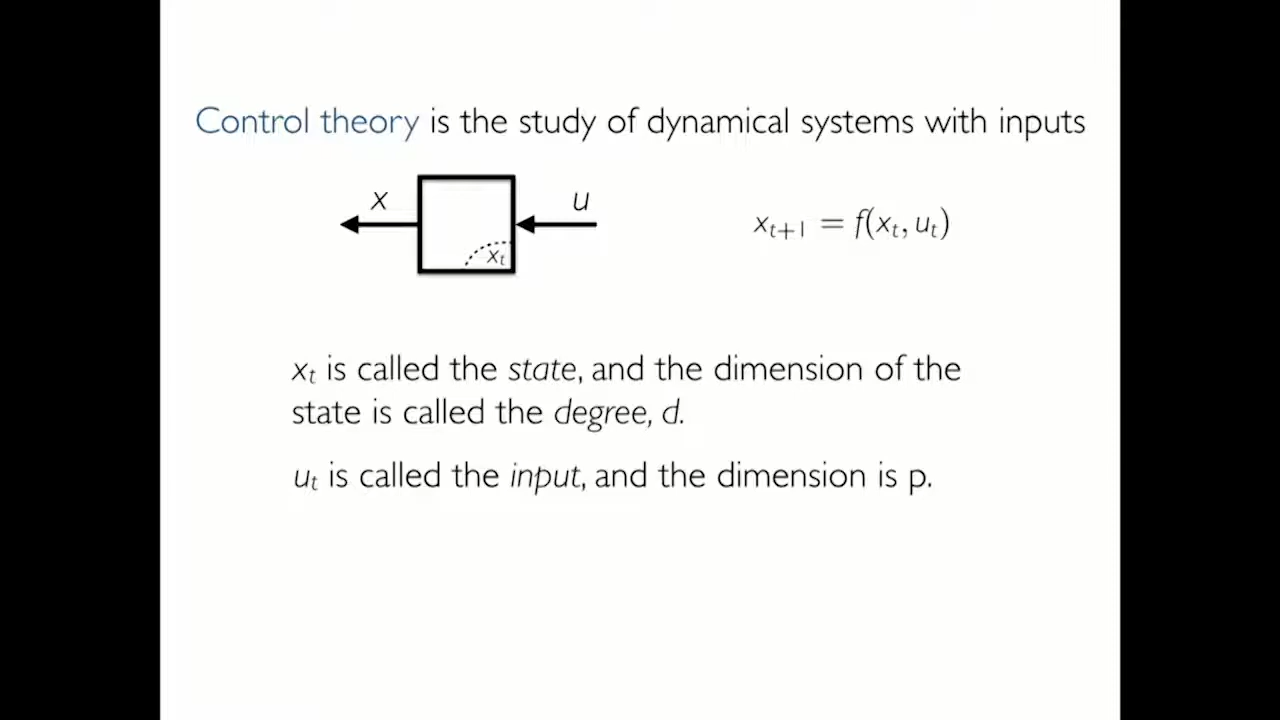 Control theory is the study of dynamical systems with inputs
x
u
x_t
x_{t+1} = f(x_t, u_t)
x_t is called the state, and the dimension of the
state is called the degree, d.
u_t is called the input, and the dimension is p.